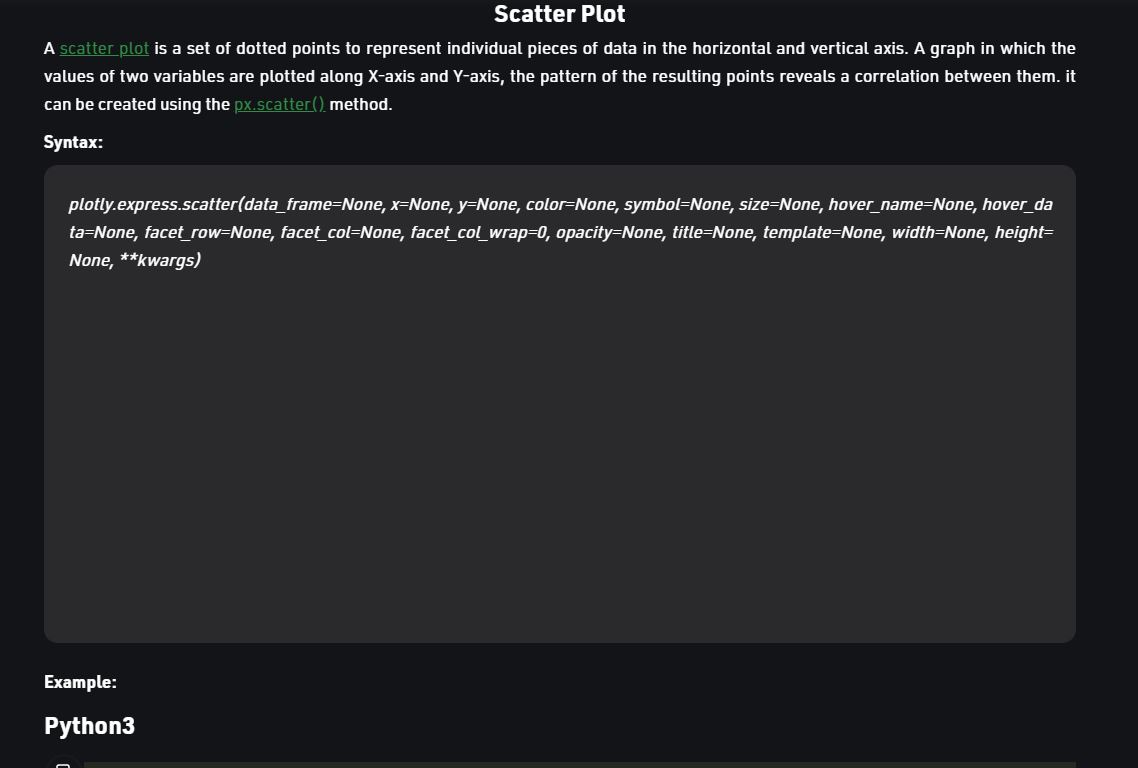 Scatter Plot
A scatter plot is a set of dotted points to represent individual pieces of data in the horizontal and vertical axis. A graph in which the
values of two variables are plotted along X-axis and Y-axis, the pattern of the resulting points reveals a correlation between them. it
can be created using the px.scatter() method.
Syntax:
plotly.express.scatter(data_frame=None, x=None, y=None, color=None, symbol=None, size=None, hover_name=None, hover_da
ta=None, facet_row=None, facet_col=None, facet_col_wrap=0, opacity=None, title=None, template=None, width=None, height=
None, **kwargs)
Example:
Python3